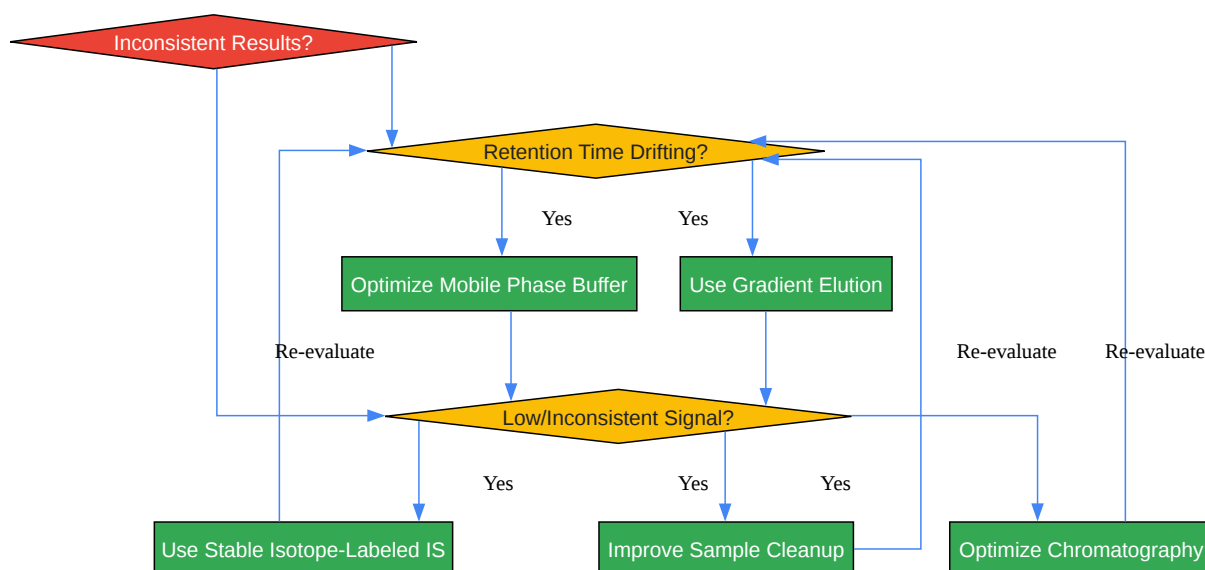 Inconsistent Results?
Retention Time Drifting?
Yes
Yes
Optimize Mobile Phase Buffer
Use Gradient Elution
Re-evaluate
Re-evaluate
Re-evaluate
Low/Inconsistent Signal?
Yes
Yes
Yes
Use Stable Isotope-Labeled IS
Improve Sample Cleanup
Optimize Chromatography